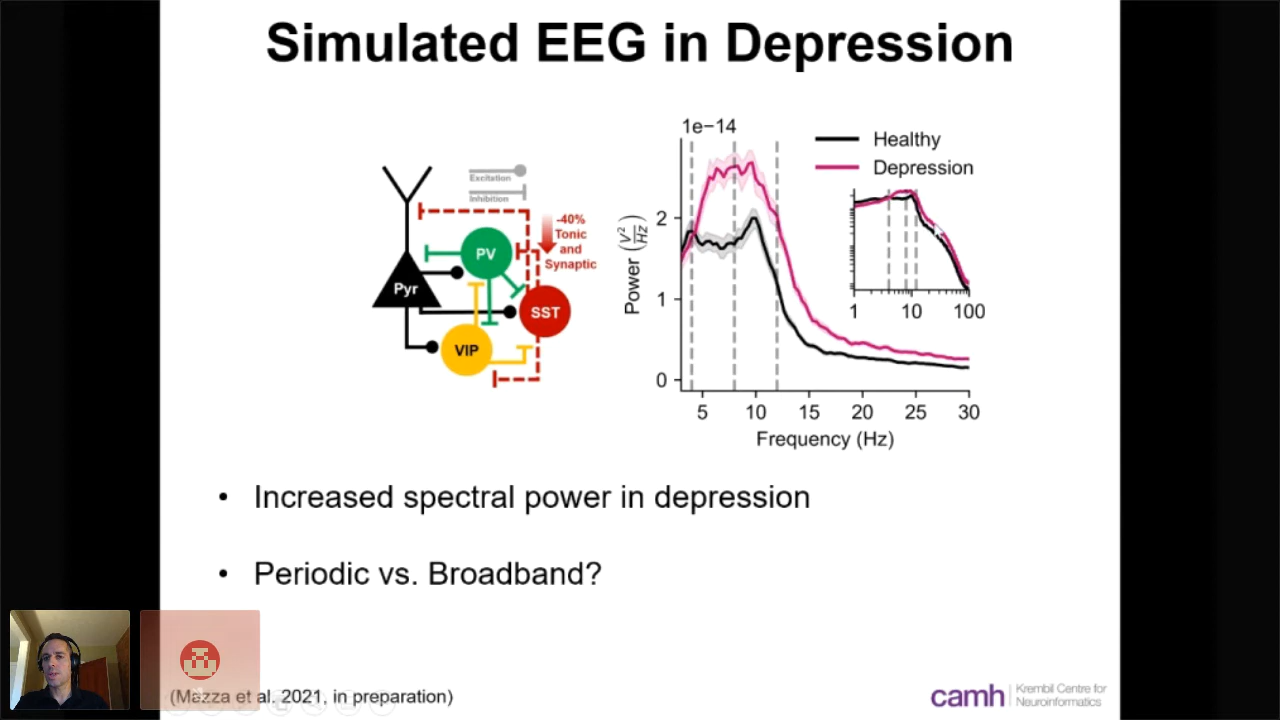 Simulated EEG in Depression
Excitation
Inhibition
-40%
Tonic
and
Synaptic
PV
Pyr
SST
VIP
1e−14
Healthy
Depression
Power (V²/Hz)
2
1
0
5 10 15 20 25 30
Frequency (Hz)
1 10 100
• Increased spectral power in depression
• Periodic vs. Broadband?
(Mazza et al. 2021, in preparation)
camh
Krembil Centre for
Neuroinformatics